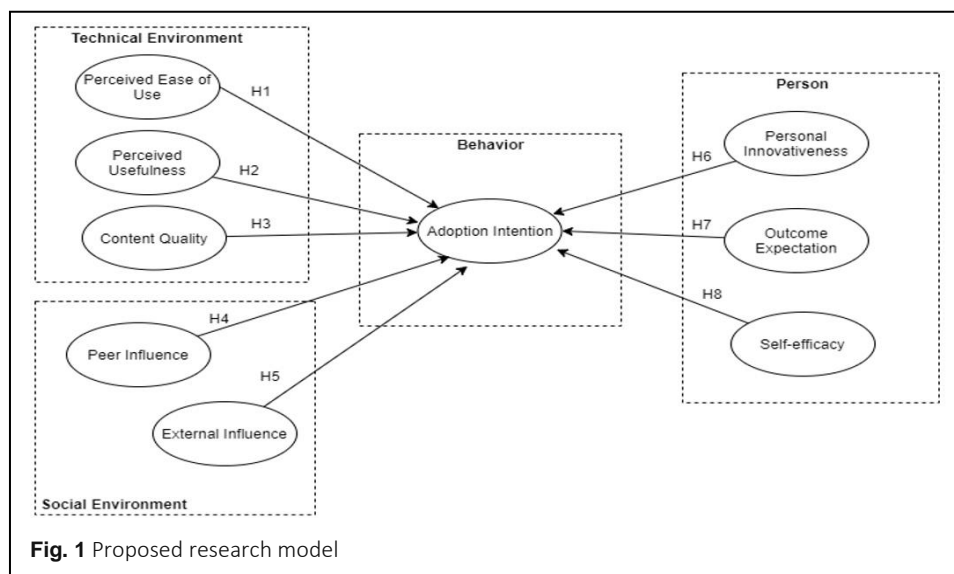 Technical Environment
Perceived Ease of
Use
H1
Perceived
Usefulness
H2
Content Quality
H3
Behavior
Adoption Intention
Person
Personal
Innovativeness
H6
Outcome
Expectation
H7
Self-efficacy
H8
Peer Influence
H4
External Influence
H5
Social Environment
Fig. 1 Proposed research model